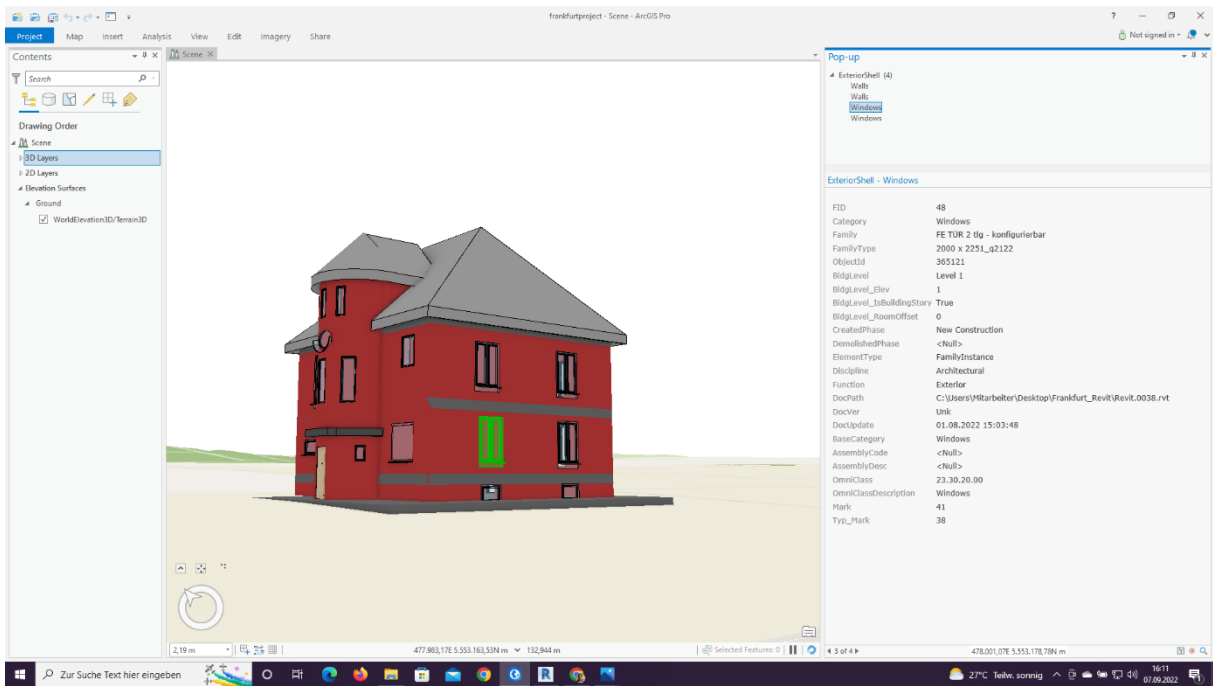 frankfurtproject - Scene - ArcGIS Pro
?
Project Map Insert Analysis View Edit Imagery Share
Not signed in
Contents
Search
Drawing Order
Scene
3D Layers
2D Layers
Elevation Surfaces
Ground
WorldElevation3D/Terrain3D
Scene
2,19 m
477.983,17E 5.553.163,53N m
132,944 m
Selected Features: 0
Pop-up
ExteriorShell (4)
Walls
Walls
Windows
Windows
ExteriorShell - Windows
FID 48
Category Windows
Family FE TÜR 2 tlg - konfigurierbar
FamilyType 2000 x 2251_q2122
ObjectId 365121
BldgLevel Level 1
BldgLevel_Elev 1
BldgLevel_IsBuildingStory True
BldgLevel_RoomOffset 0
CreatedPhase New Construction
DemolishedPhase <Null>
ElementType FamilyInstance
Discipline Architectural
Function Exterior
DocPath C:\Users\Mitarbeiter\Desktop\Frankfurt_Revit\Revit.0038.rvt
DocVer Unk
DocUpdate 01.08.2022 15:03:48
BaseCategory Windows
AssemblyCode <Null>
AssemblyDesc <Null>
OmniClass 23.30.20.00
OmniClassDescription Windows
Mark 41
Typ_Mark 38
3 of 4
478.001,07E 5.553.178,78N m
Zur Suche Text hier eingeben
R
27°C Teilw. sonnig
16:11
07.09.2022